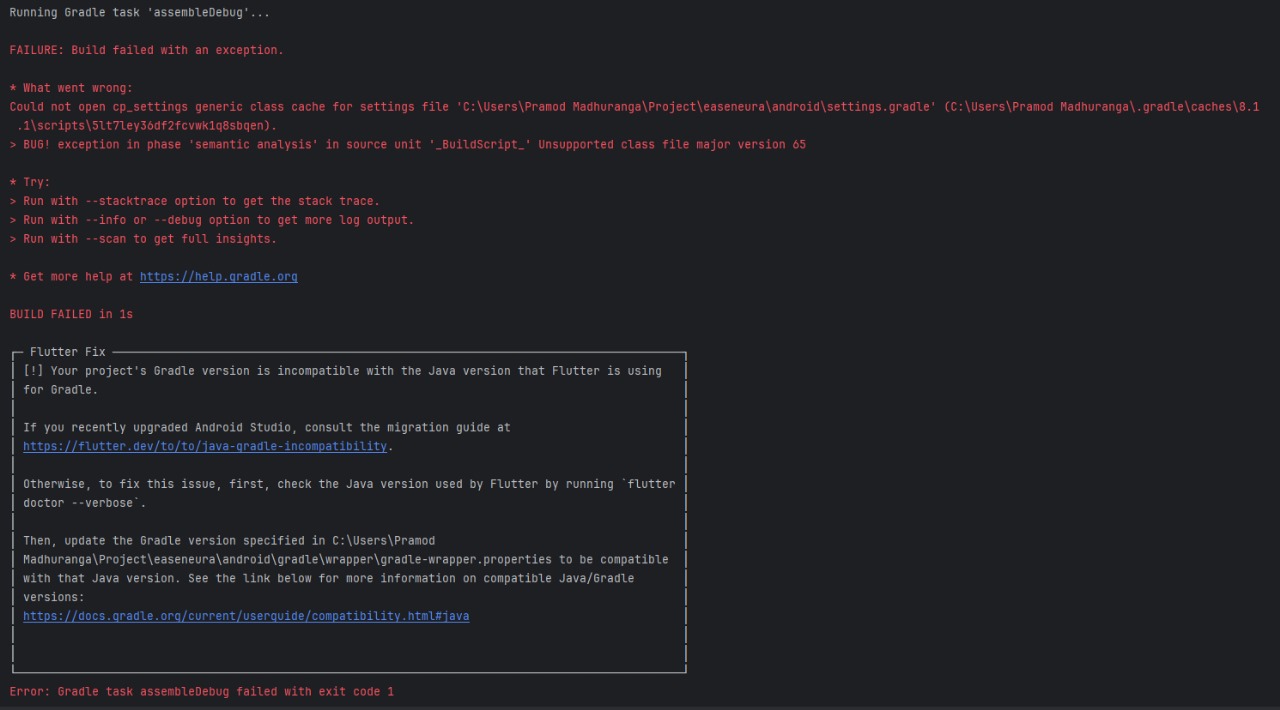 Running Gradle task 'assembleDebug'...
FAILURE: Build failed with an exception.
* What went wrong:
Could not open cp_settings generic class cache for settings file 'C:\Users\Pramod Madhuranga\Project\easeneura\android\settings.gradle' (C:\Users\Pramod Madhuranga\.gradle\caches\8.1
.1\scripts\5lt7ley36df2fcvwk1q8sbqen).
> BUG! exception in phase 'semantic analysis' in source unit '_BuildScript_' Unsupported class file major version 65
* Try:
> Run with --stacktrace option to get the stack trace.
> Run with --info or --debug option to get more log output.
> Run with --scan to get full insights.
* Get more help at https://help.gradle.org
BUILD FAILED in 1s
Flutter Fix
[!] Your project's Gradle version is incompatible with the Java version that Flutter is using
for Gradle.
If you recently upgraded Android Studio, consult the migration guide at
https://flutter.dev/to/to/java-gradle-incompatibility.
Otherwise, to fix this issue, first, check the Java version used by Flutter by running `flutter
doctor --verbose`.
Then, update the Gradle version specified in C:\Users\Pramod
Madhuranga\Project\easeneura\android\gradle\wrapper\gradle-wrapper.properties to be compatible
with that Java version. See the link below for more information on compatible Java/Gradle
versions:
https://docs.gradle.org/current/userguide/compatibility.html#java
Error: Gradle task assembleDebug failed with exit code 1